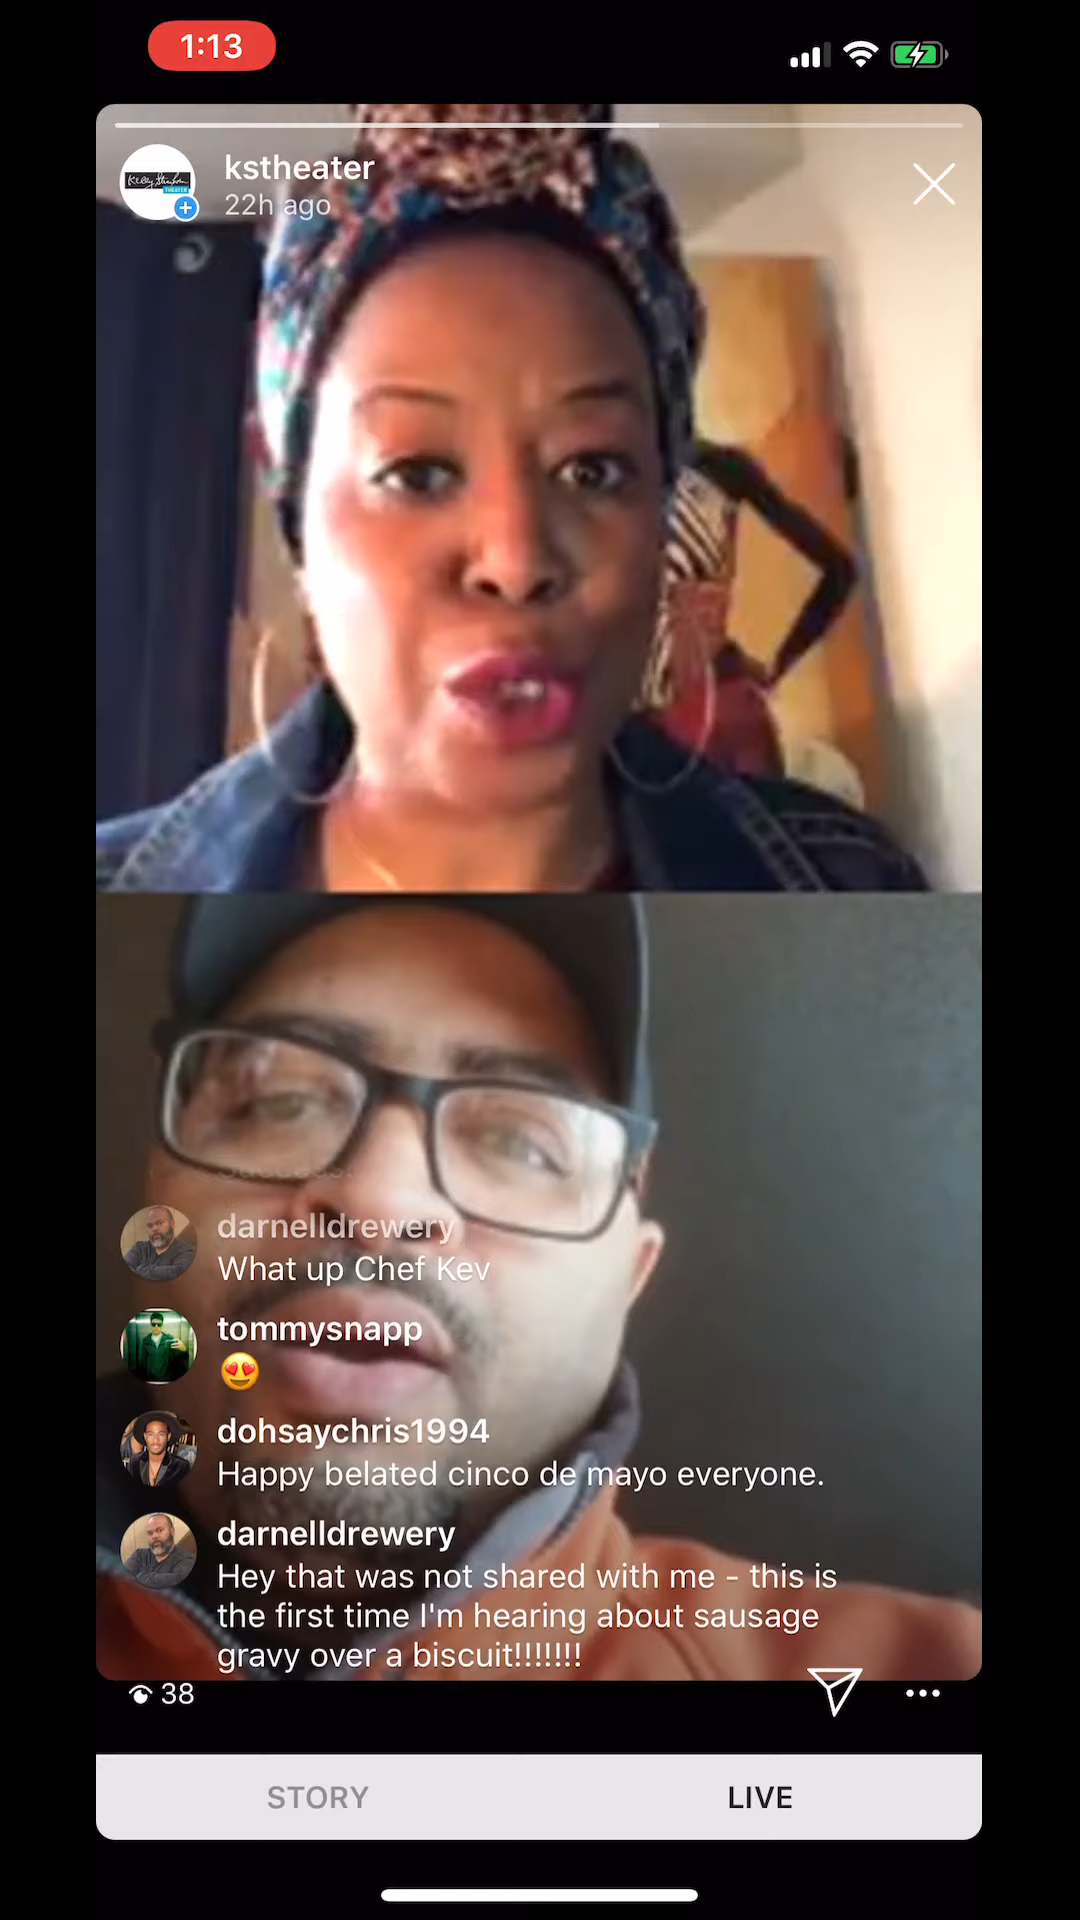 1:13
kstheater
22h ago
THEATER
darnelldrewery
What up Chef Kev
tommysnapp
dohsaychris1994
Happy belated cinco de mayo everyone.
darnelldrewery
Hey that was not shared with me - this is
the first time I'm hearing about sausage
gravy over a biscuit!!!!!!!
38
STORY
LIVE